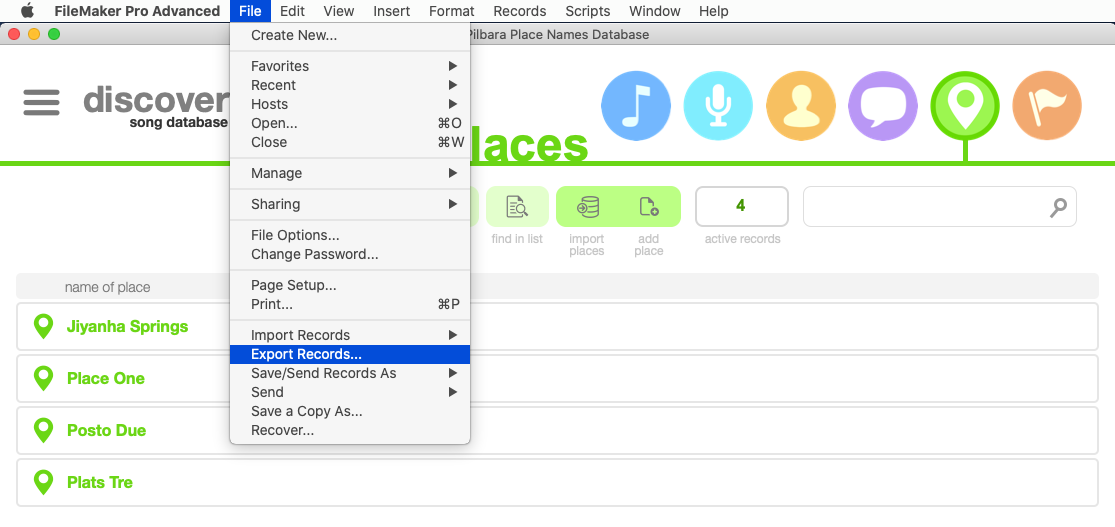 FileMaker Pro Advanced File Edit View Insert Format Records Scripts Window Help
Pilbara Place Names Database
Create New...
Favorites
Recent
Hosts
Open... ⌘O
Close ⌘W
Manage
Sharing
File Options...
Change Password...
Page Setup...
Print... ⌘P
Import Records
Export Records...
Save/Send Records As
Send
Save a Copy As...
Recover...
discover
song database
laces
find in list
import
places
add
place
4
active records
name of place
Jiyanha Springs
Place One
Posto Due
Plats Tre